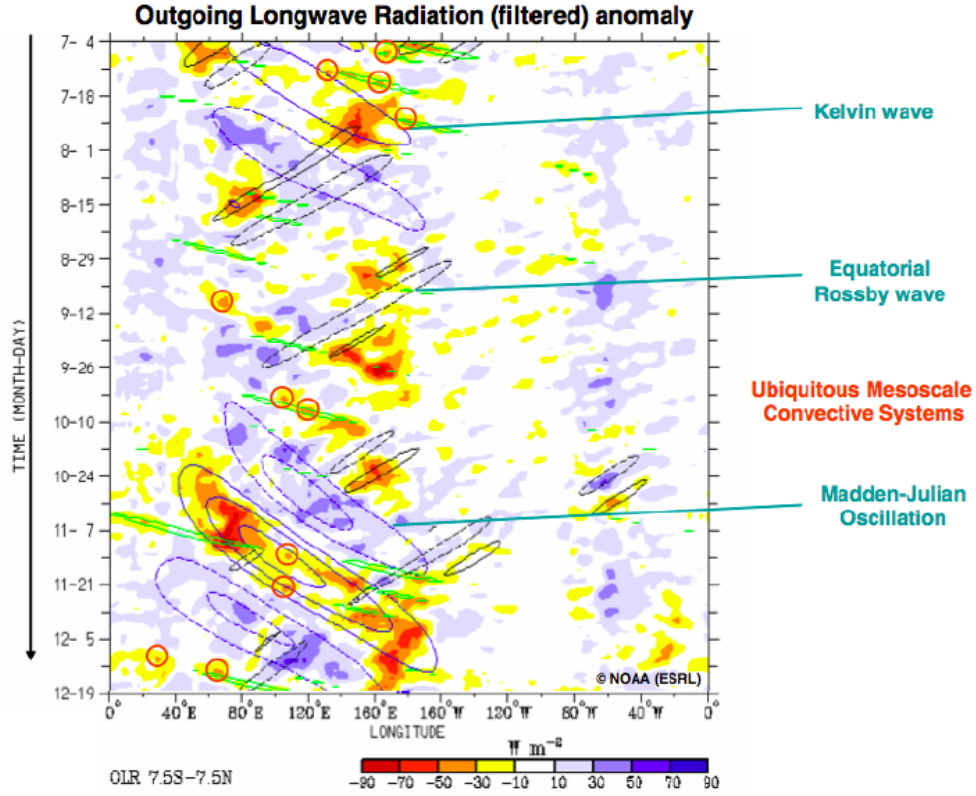 Outgoing Longwave Radiation (filtered) anomaly
7- 4
7-18
8- 1
8-15
8-29
9-12
9-26
10-10
10-24
11- 7
11-21
12- 5
12-19
TIME (MONTH-DAY)
Kelvin wave
Equatorial
Rossby wave
Ubiquitous Mesoscale
Convective Systems
Madden-Julian
Oscillation
© NOAA (ESRL)
0° 40°E 80°E 120°E 160°E 160°W 120°W 80°W 40°W 0°
LONGITUDE
W m⁻²
-90 -70 -50 -30 -10 10 30 50 70 90
OLR 7.5S-7.5N